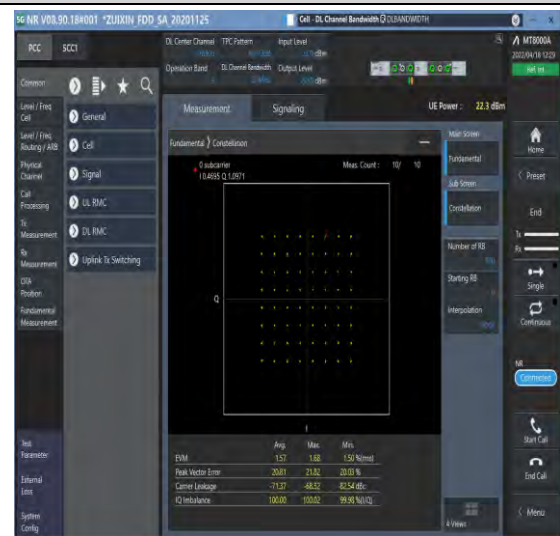 5G NR V08.90.18#001 *ZUIXIN FDD SA_20201125
Cell - DL Channel Bandwidth DLBANDWIDTH
PCC
SCC1
DL Center Channel
TPC Pattern
Input Level
Operation Band
DL Channel Bandwidth
Output Level
MT8000A
2022/04/18 12:29
Ref. Int
Common
Level / Freq
Cell
Level / Freq
Routing / ARB
Physical
Channel
Call
Processing
Tx
Measurement
Rx
Measurement
OTA
Position
Fundamental
Measurement
General
Cell
Signal
UL RMC
DL RMC
Uplink Tx Switching
Measurement
Signaling
UE Power : 22.3 dBm
Fundamental
Constellation
0 subcarrier
I 0.4695 Q 1.0971
Meas. Count : 10/ 10
Q
I
Avg. Max. Min.
EVM 1.57 1.68 1.50 %(rms)
Peak Vector Error 20.81 21.82 20.03 %
Carrier Leakage -71.37 -68.52 -82.54 dBc
IQ Imbalance 100.00 100.02 99.98 %(I/Q)
Main Screen
Fundamental
Sub Screen
Constellation
Number of RB
Starting RB
Interpolation
4 Views
Home
Preset
End
Tx
Rx
Single
Continuous
NR
Connected
Start Call
End Call
Menu
Test
Parameter
External
Loss
System
Config